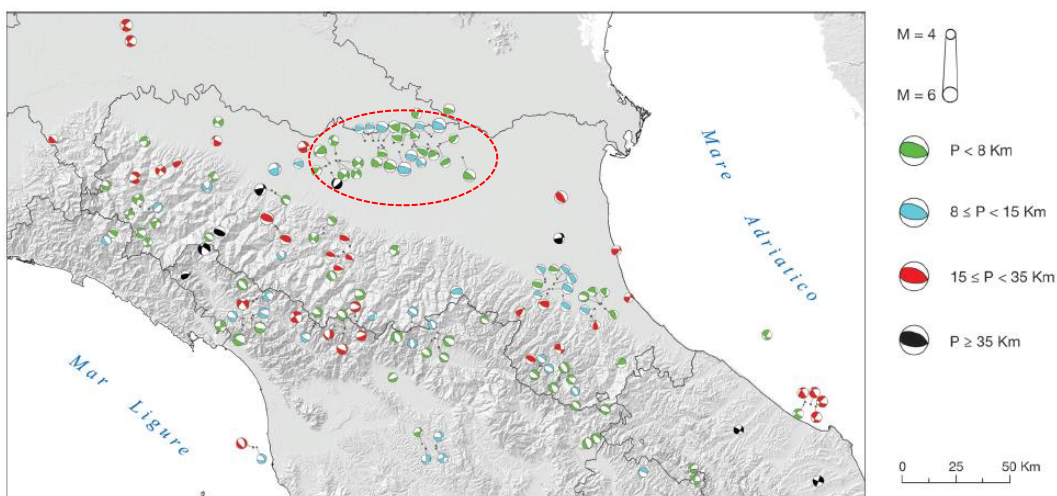 M = 4
M = 6
P < 8 Km
8 ≤ P < 15 Km
15 ≤ P < 35 Km
P ≥ 35 Km
0 25 50 Km
Mare
Adriatico
Mar
Ligure